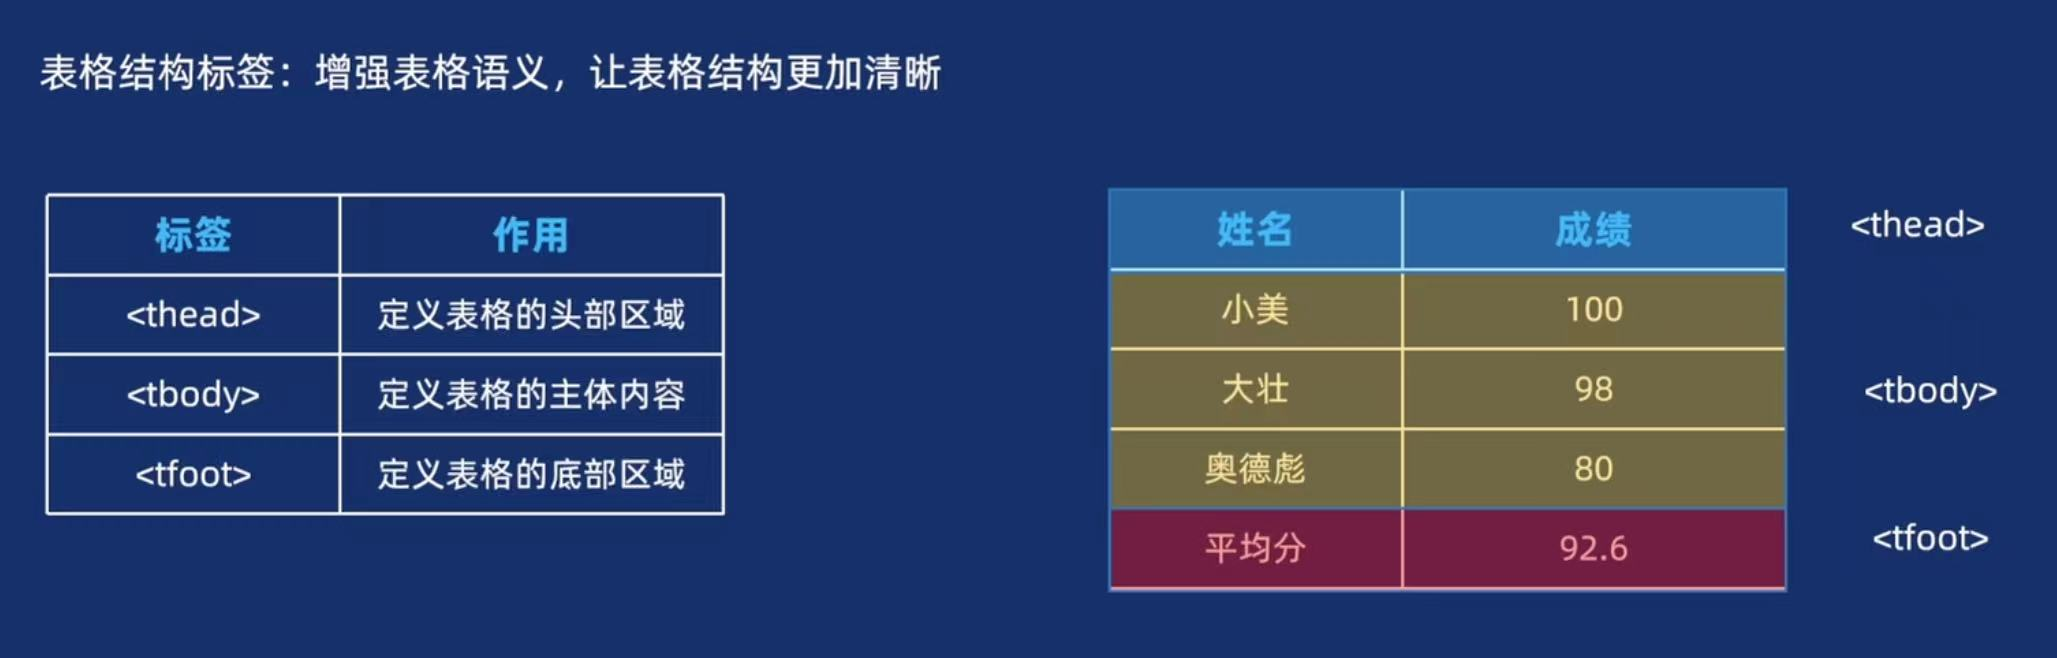 表格结构标签：增强表格语义，让表格结构更加清晰
标签 作用
<thead> 定义表格的头部区域
<tbody> 定义表格的主体内容
<tfoot> 定义表格的底部区域
姓名 成绩 <thead>
小美 100
大壮 98 <tbody>
奥德彪 80
平均分 92.6 <tfoot>